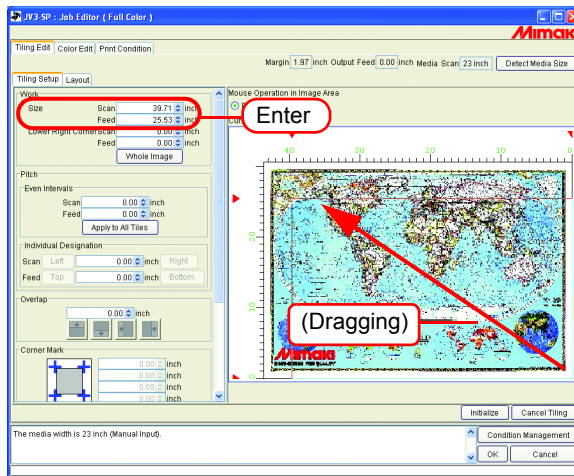 JV3-SP : Job Editor ( Full Color )
Mimaki
Tiling Edit Color Edit Print Condition
Margin 1.97 inch Output Feed 0.00 inch Media Scan 23 inch Detect Media Size
Tiling Setup Layout
Work
Size Scan 39.71 inch
Feed 25.53 inch
Lower Right Corner Scan 0.00 inch
Feed 0.00 inch
Whole Image
Mouse Operation in Image Area
Enter
Pitch
Even Intervals
Scan 0.00 inch
Feed 0.00 inch
Apply to All Tiles
Individual Designation
Scan Left 0.00 inch Right
Feed Top 0.00 inch Bottom
Overlap
0.00 inch
Corner Mark
0.00 inch
0.00 inch
0.00 inch
0.00 inch
40 30 20 10 0
20
10
0
(Dragging)
Mimaki
ENGINEERED FOR QUALITY
Initialize Cancel Tiling
The media width is 23 inch (Manual Input).
Condition Management
OK Cancel